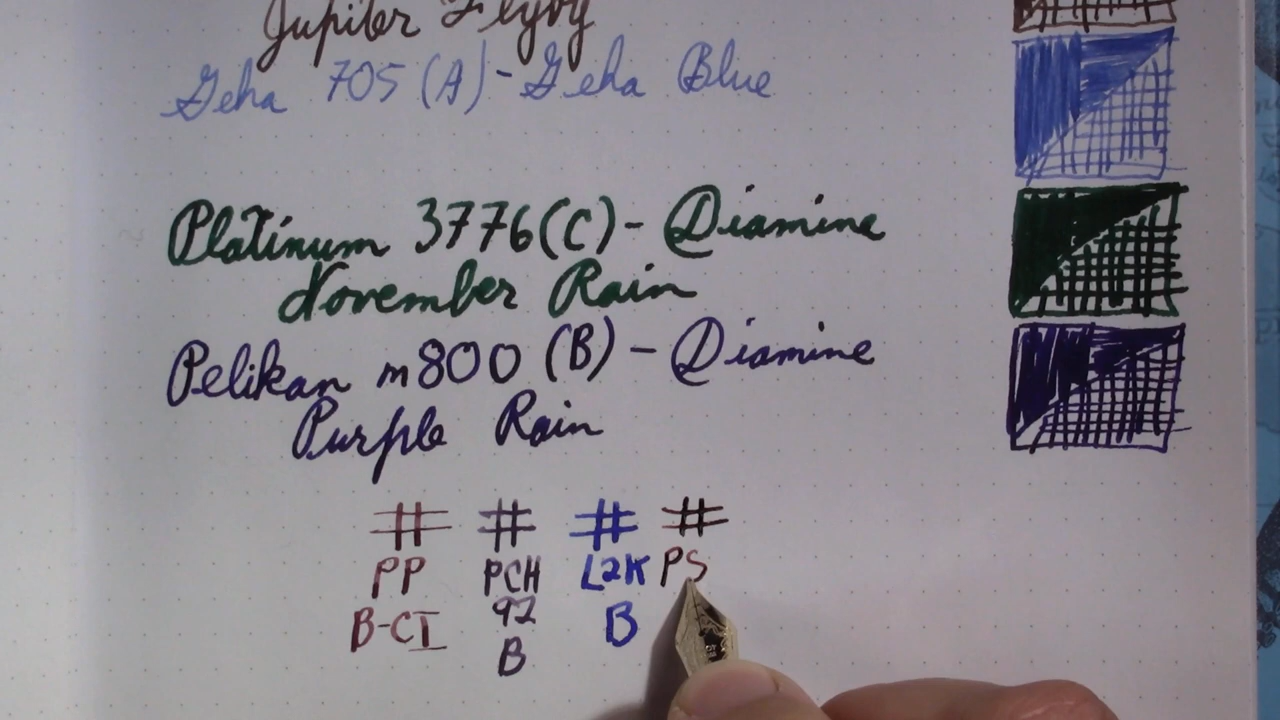 Jupiter Flyby
Geha 705 (A) - Geha Blue
Platinum 3776 (C) - Diamine
November Rain
Pelikan m800 (B) - Diamine
Purple Rain
# # # #
PP PCH L2K PS
B-CI 92 B
B